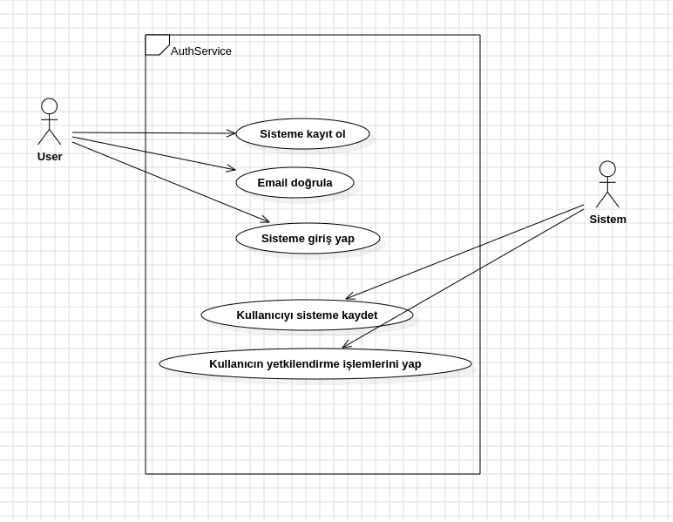 AuthService
Sisteme kayıt ol
User
Email doğrula
Sistem
Sisteme giriş yap
Kullanıcıyı sisteme kaydet
Kullanıcın yetkilendirme işlemlerini yap